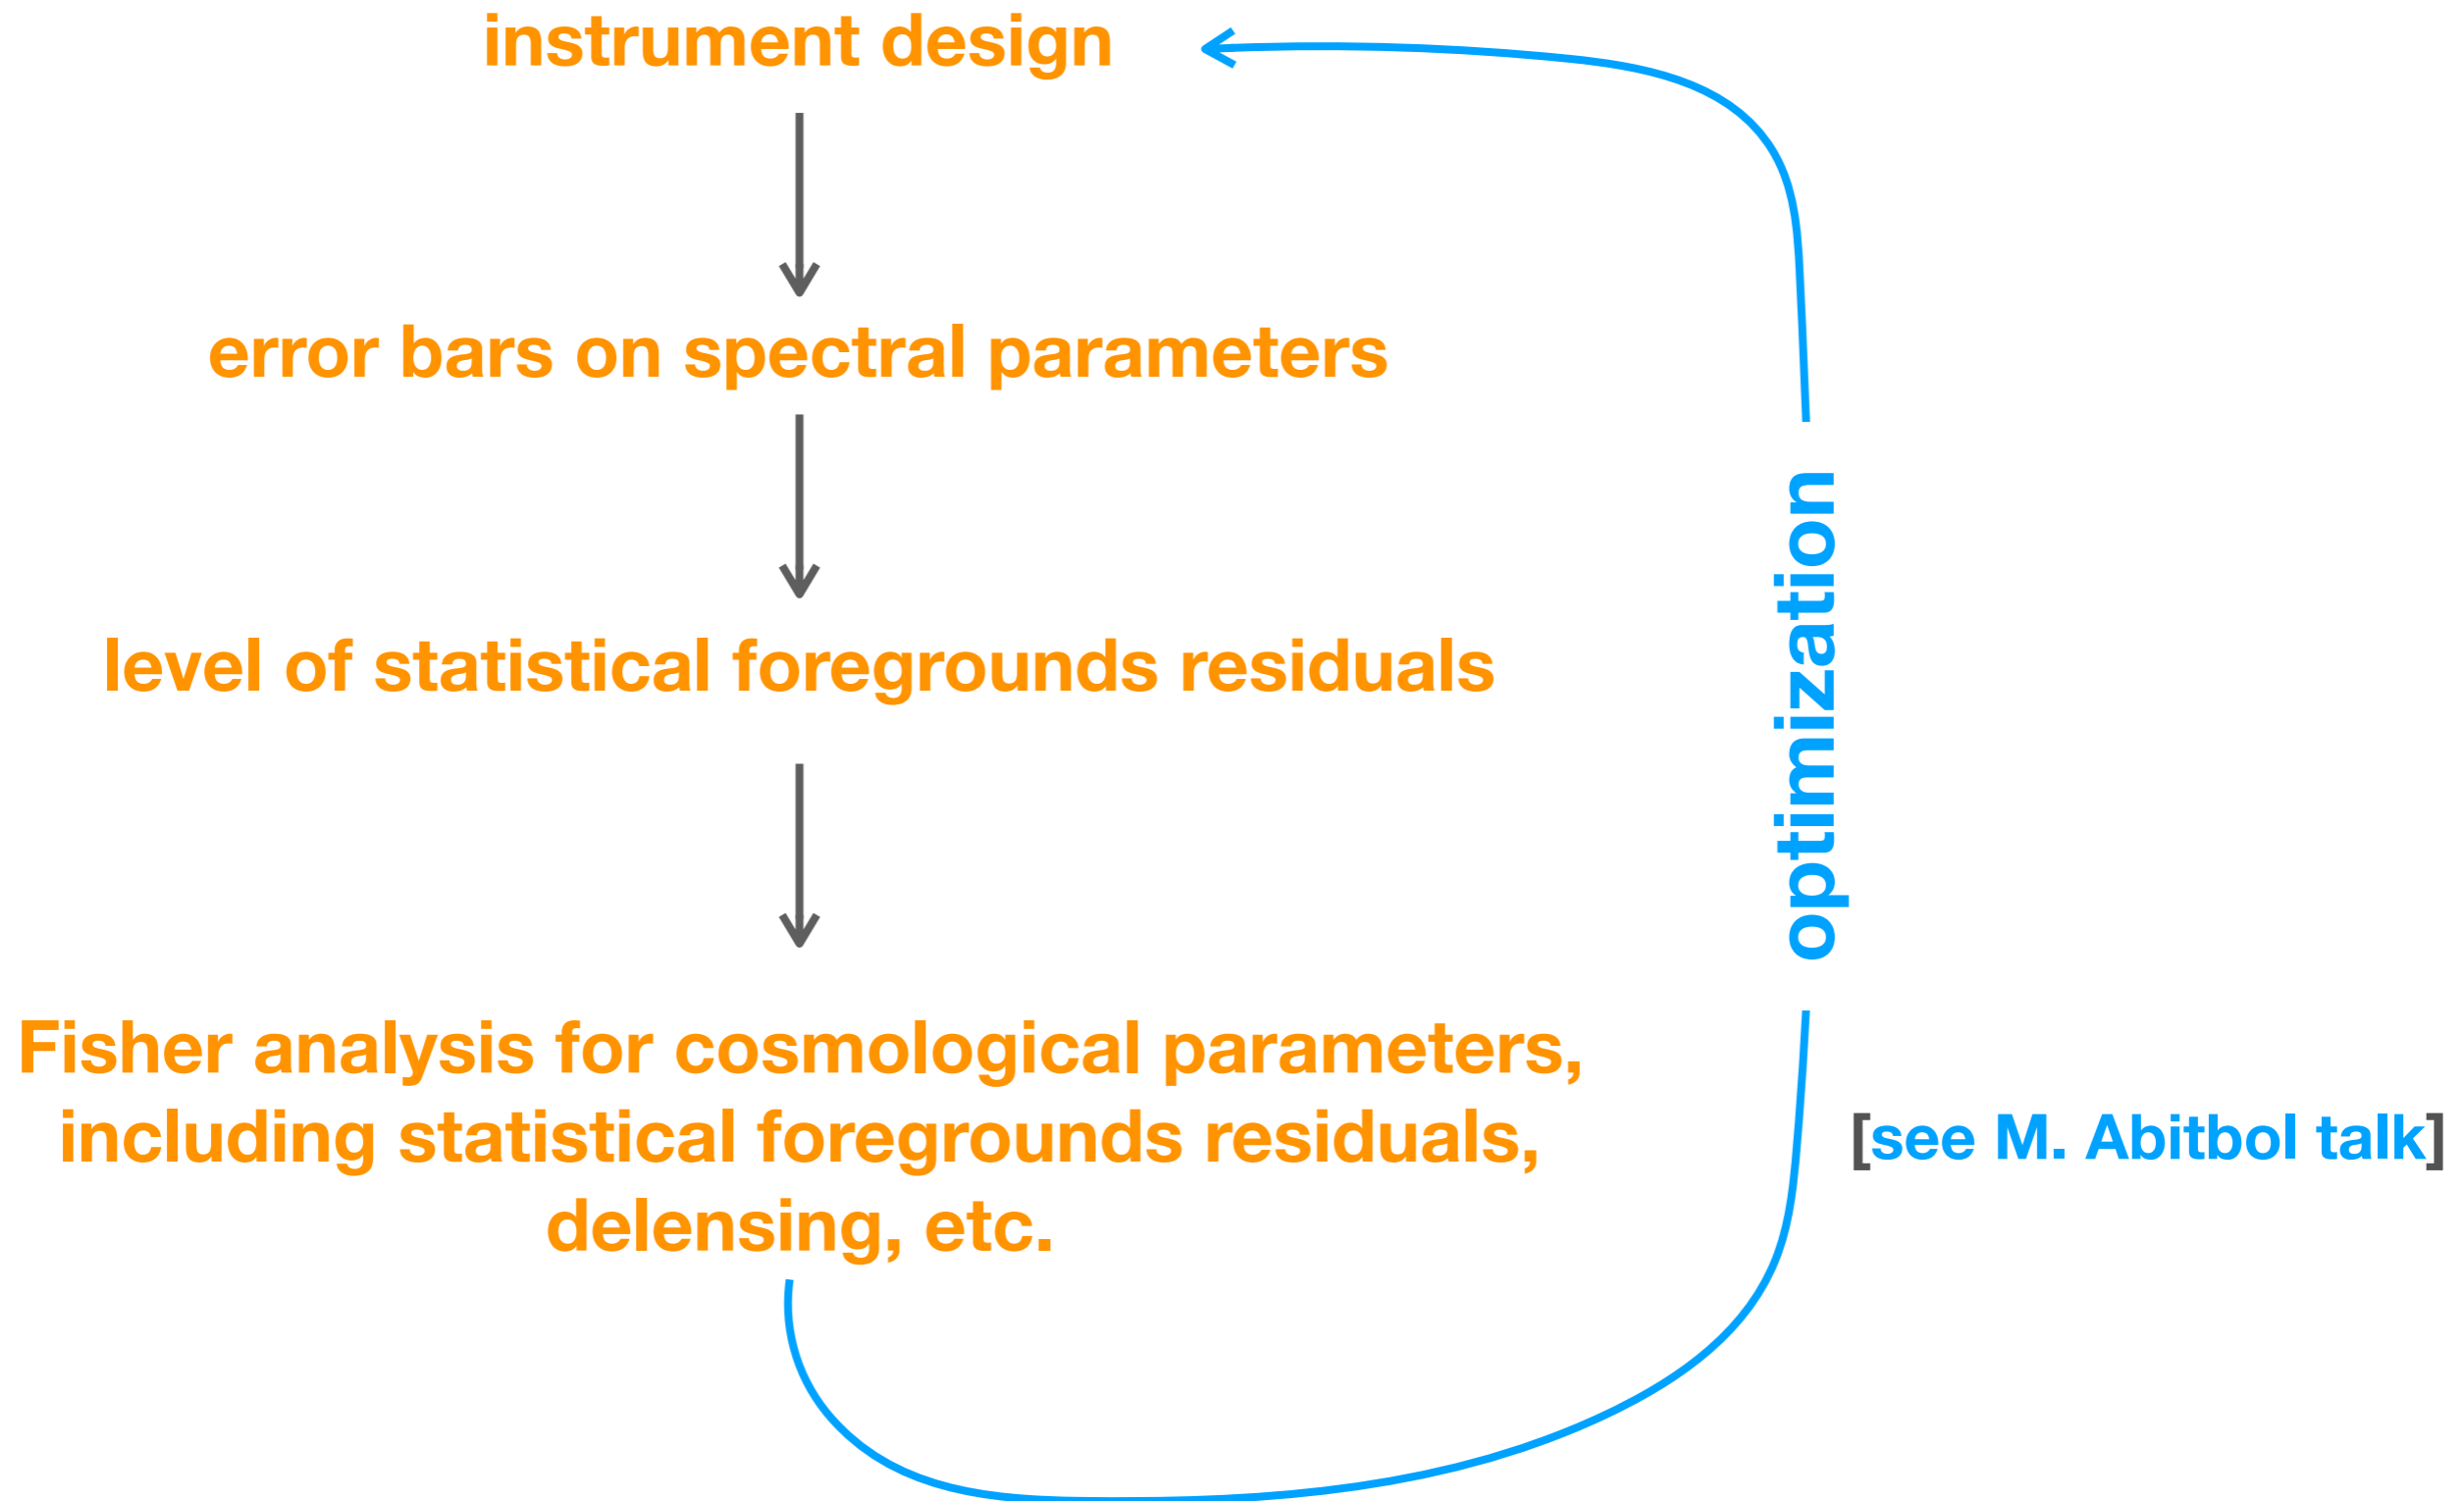 instrument design
error bars on spectral parameters
level of statistical foregrounds residuals
Fisher analysis for cosmological parameters,
including statistical foregrounds residuals,
delensing, etc.
optimization
[see M. Abitbol talk]